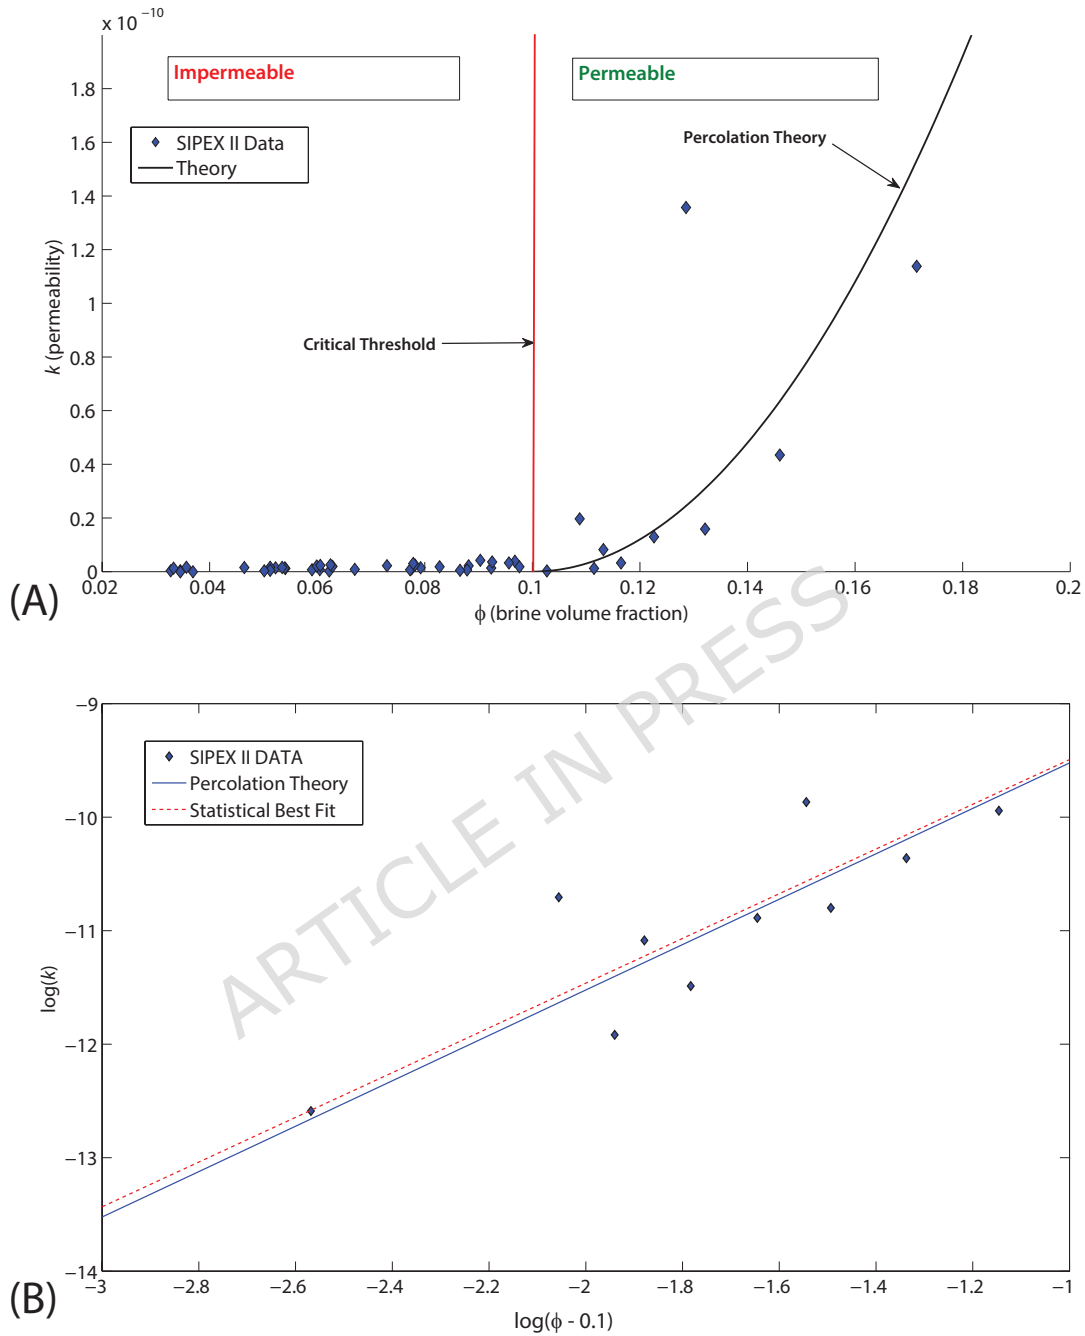 x 10⁻¹⁰
Impermeable
Permeable
1.8
1.6
1.4
1.2
1
0.8
0.6
0.4
0.2
0
k (permeability)
SIPEX II Data
Theory
Percolation Theory
Critical Threshold
0.02
0.04
0.06
0.08
0.1
0.12
0.14
0.16
0.18
0.2
ϕ (brine volume fraction)
(A)
ARTICLE IN PRESS
−9
−10
−11
−12
−13
−14
log(k)
SIPEX II DATA
Percolation Theory
Statistical Best Fit
−3
−2.8
−2.6
−2.4
−2.2
−2
−1.8
−1.6
−1.4
−1.2
−1
log(ϕ - 0.1)
(B)